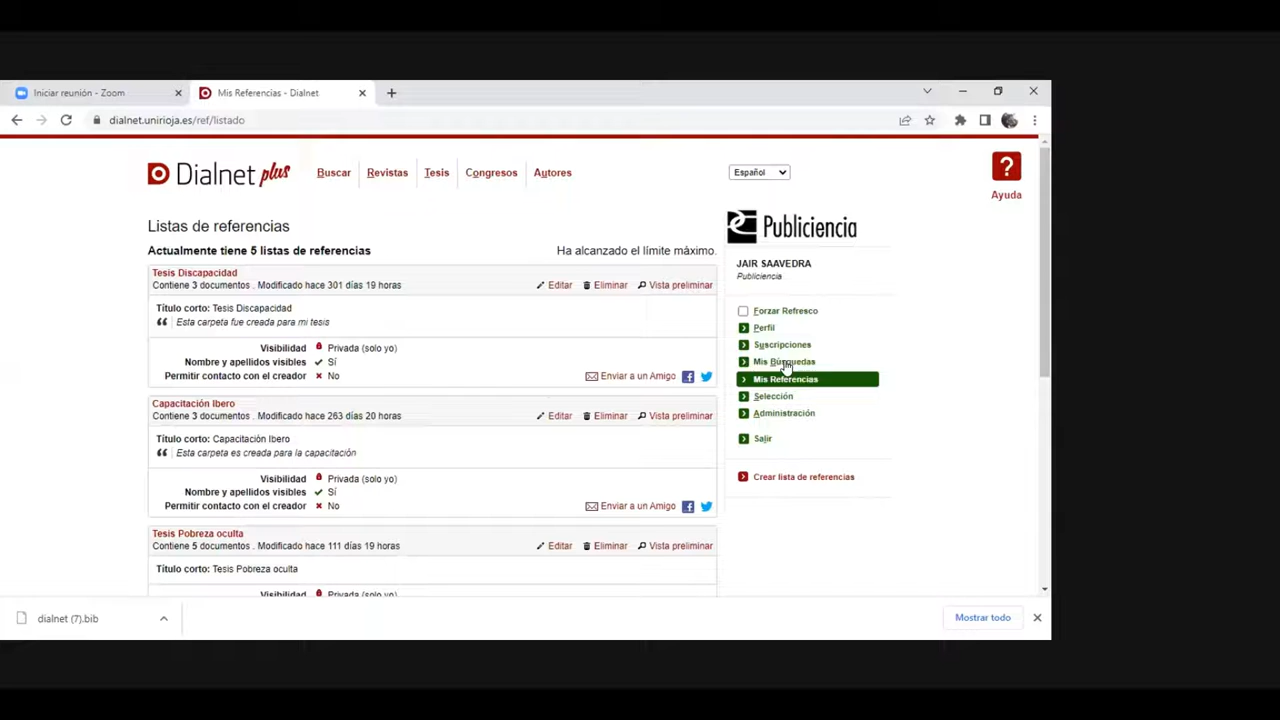 Iniciar reunión - Zoom
Mis Referencias - Dialnet
dialnet.unirioja.es/ref/listado
Dialnet plus
Buscar
Revistas
Tesis
Congresos
Autores
Español
Ayuda
Listas de referencias
Actualmente tiene 5 listas de referencias
Ha alcanzado el límite máximo.
Tesis Discapacidad
Contiene 3 documentos . Modificado hace 301 días 19 horas
Editar
Eliminar
Vista preliminar
Título corto: Tesis Discapacidad
Esta carpeta fue creada para mi tesis
Visibilidad Privada (solo yo)
Nombre y apellidos visibles Sí
Permitir contacto con el creador No
Enviar a un Amigo
Capacitación Ibero
Contiene 3 documentos . Modificado hace 263 días 20 horas
Editar
Eliminar
Vista preliminar
Título corto: Capacitación Ibero
Esta carpeta es creada para la capacitación
Visibilidad Privada (solo yo)
Nombre y apellidos visibles Sí
Permitir contacto con el creador No
Enviar a un Amigo
Tesis Pobreza oculta
Contiene 5 documentos . Modificado hace 111 días 19 horas
Editar
Eliminar
Vista preliminar
Título corto: Tesis Pobreza oculta
Visibilidad Privada (solo yo)
Publiciencia
JAIR SAAVEDRA
Publiciencia
Forzar Refresco
Perfil
Suscripciones
Mis Búsquedas
Mis Referencias
Selección
Administración
Salir
Crear lista de referencias
dialnet (7).bib
Mostrar todo